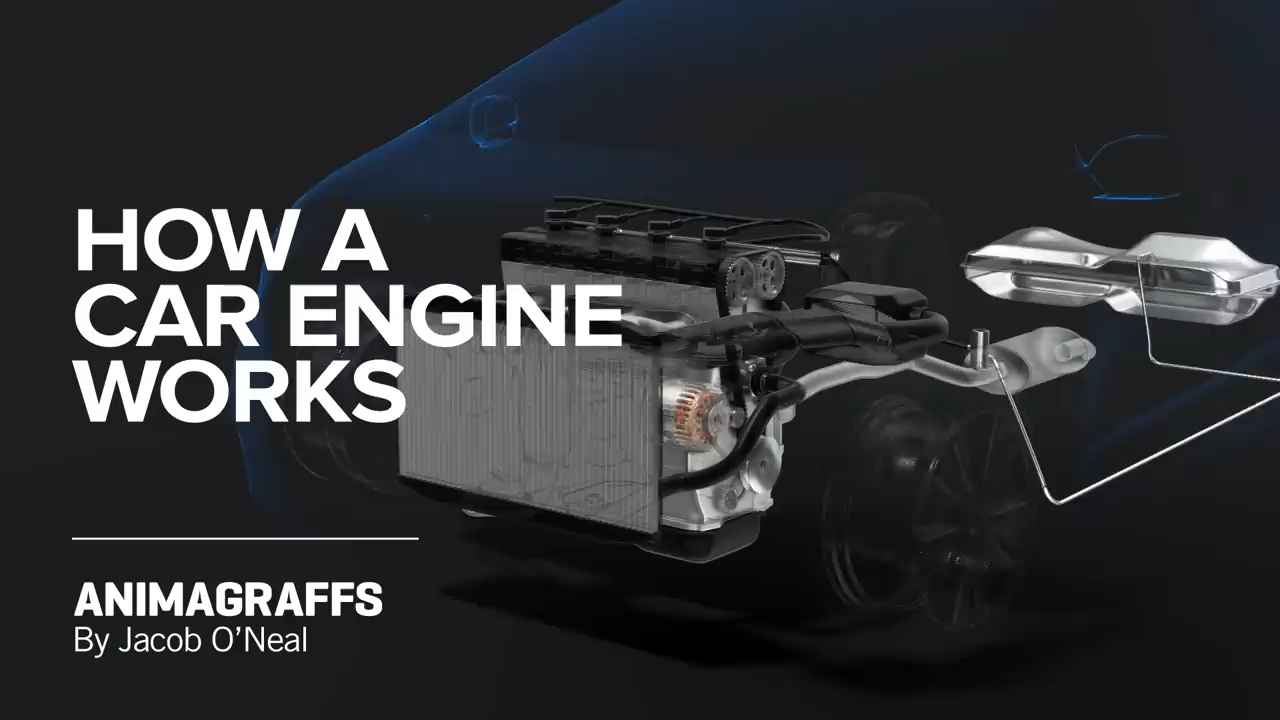 HOW A
CAR ENGINE
WORKS
ANIMAGRAFFS
By Jacob O’Neal